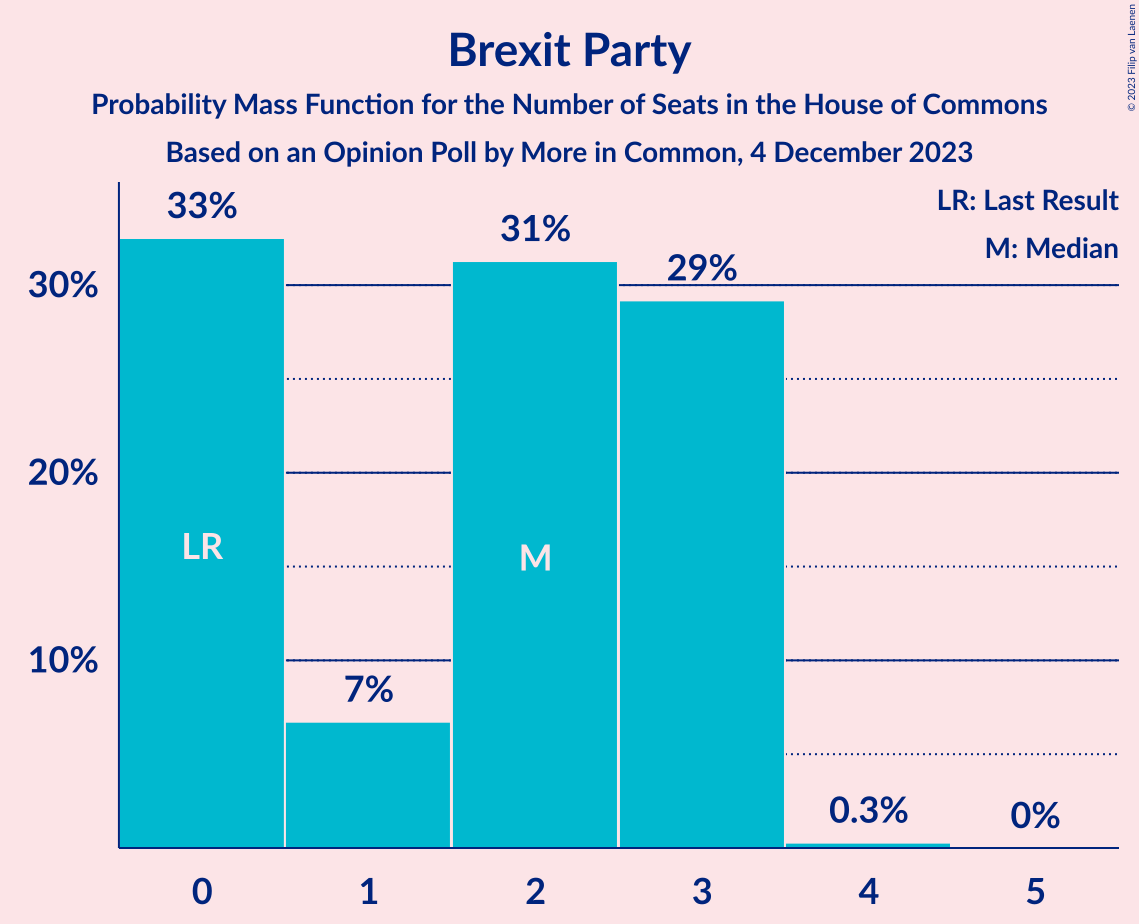 Brexit Party
Probability Mass Function for the Number of Seats in the House of Commons
Based on an Opinion Poll by More in Common, 4 December 2023
© 2023 Filip van Laenen
LR: Last Result
M: Median
33%
31%
29%
7%
0.3%
0%
30%
20%
10%
LR
M
0 1 2 3 4 5